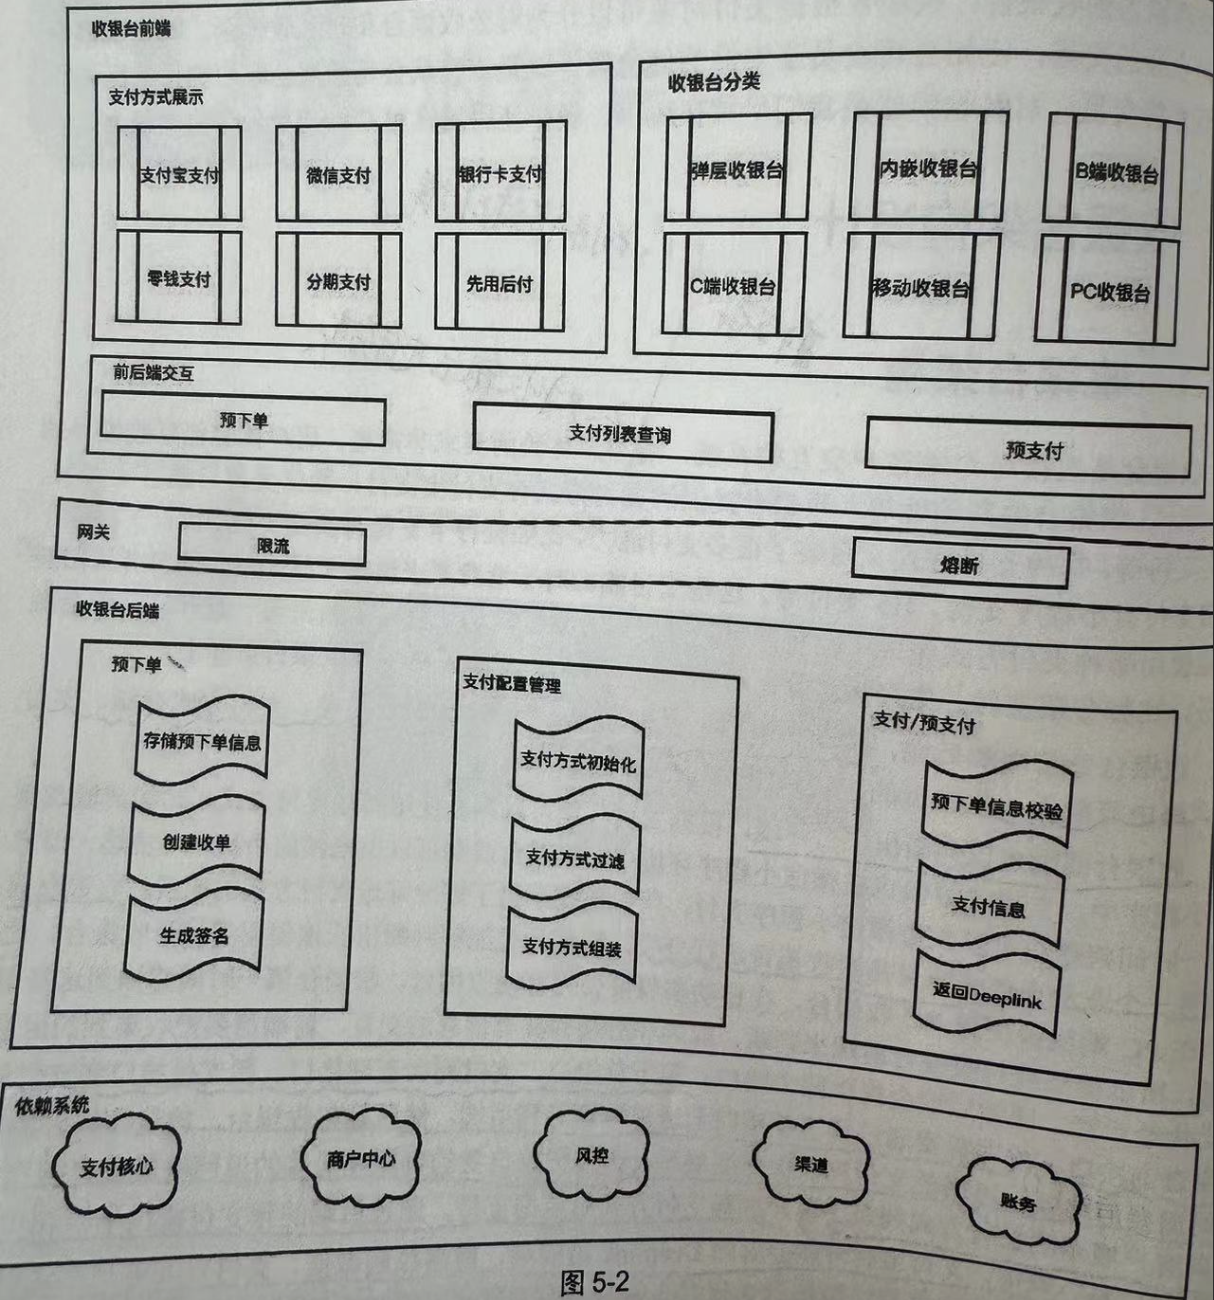 收银台前端
支付方式展示
支付宝支付
微信支付
银行卡支付
零钱支付
分期支付
先用后付
收银台分类
弹层收银台
内嵌收银台
B端收银台
C端收银台
移动收银台
PC收银台
前后端交互
预下单
支付列表查询
预支付
网关
限流
熔断
收银台后端
预下单
存储预下单信息
创建收单
生成签名
支付配置管理
支付方式初始化
支付方式过滤
支付方式组装
支付/预支付
预下单信息校验
支付信息
返回Deeplink
依赖系统
支付核心
商户中心
风控
渠道
账务
图 5-2